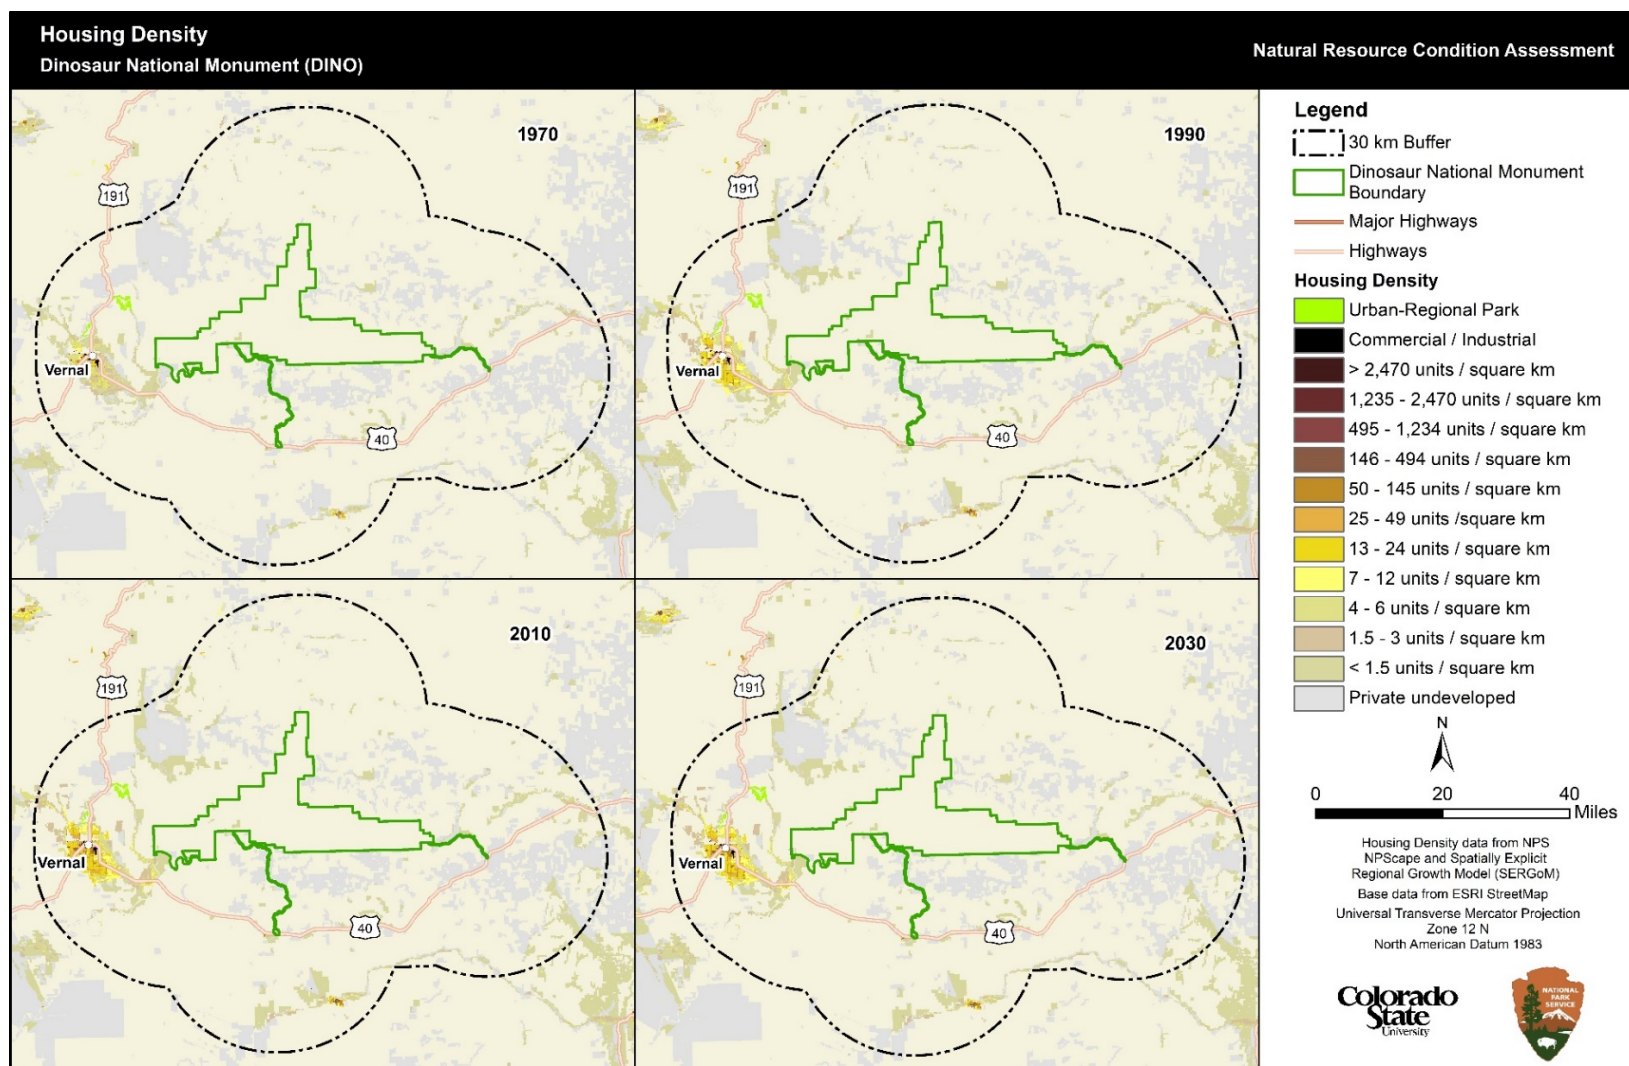 Housing Density
Dinosaur National Monument (DINO)
Natural Resource Condition Assessment
1970
191
Vernal
40
1990
191
Vernal
40
2010
191
Vernal
40
2030
191
Vernal
40
Legend
30 km Buffer
Dinosaur National Monument
Boundary
Major Highways
Highways
Housing Density
Urban-Regional Park
Commercial / Industrial
> 2,470 units / square km
1,235 - 2,470 units / square km
495 - 1,234 units / square km
146 - 494 units / square km
50 - 145 units / square km
25 - 49 units /square km
13 - 24 units / square km
7 - 12 units / square km
4 - 6 units / square km
1.5 - 3 units / square km
< 1.5 units / square km
Private undeveloped
N
0 20 40
Miles
Housing Density data from NPS
NPScape and Spatially Explicit
Regional Growth Model (SERGoM)
Base data from ESRI StreetMap
Universal Transverse Mercator Projection
Zone 12 N
North American Datum 1983
Colorado
State
University
NATIONAL
PARK
SERVICE